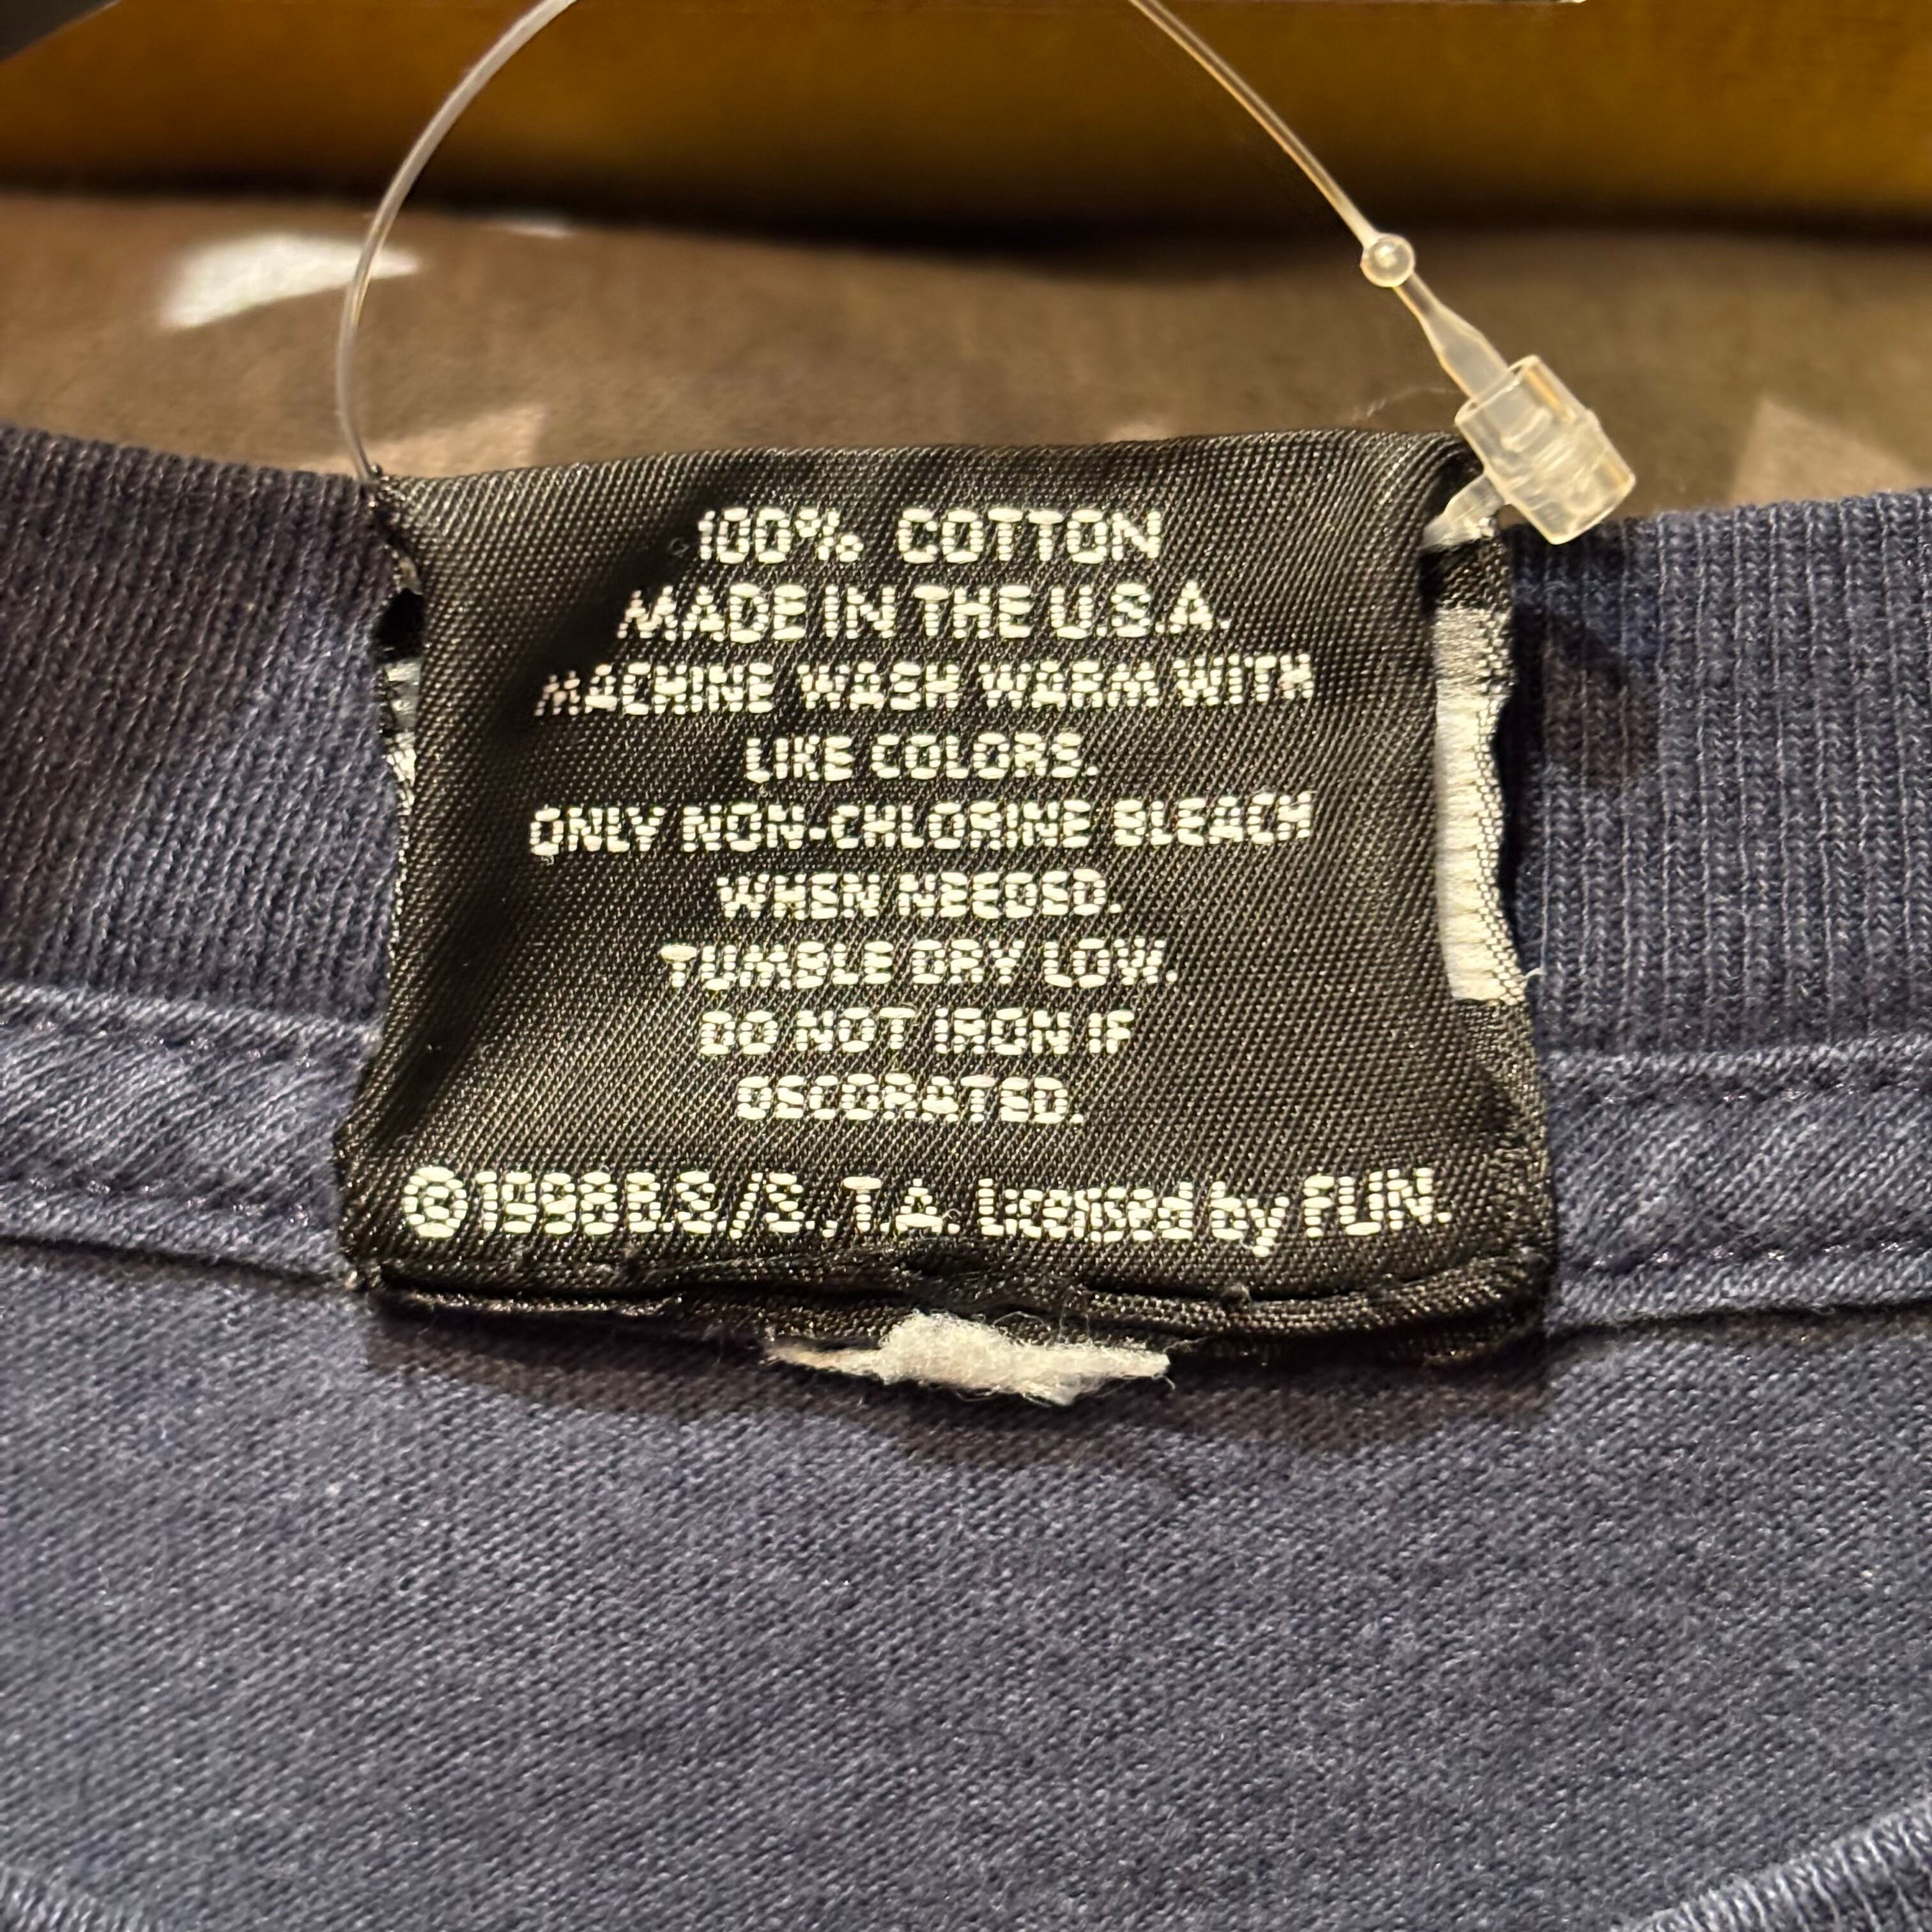 100% COTTON
MADE IN THE U.S.A.
MACHINE WASH WARM WITH
LIKE COLORS.
ONLY NON-CHLORINE BLEACH
WHEN NEEDED.
TUMBLE DRY LOW.
DO NOT IRON IF
DECORATED.
©1998 B.S./S.,T.A. Licensed by FUN.